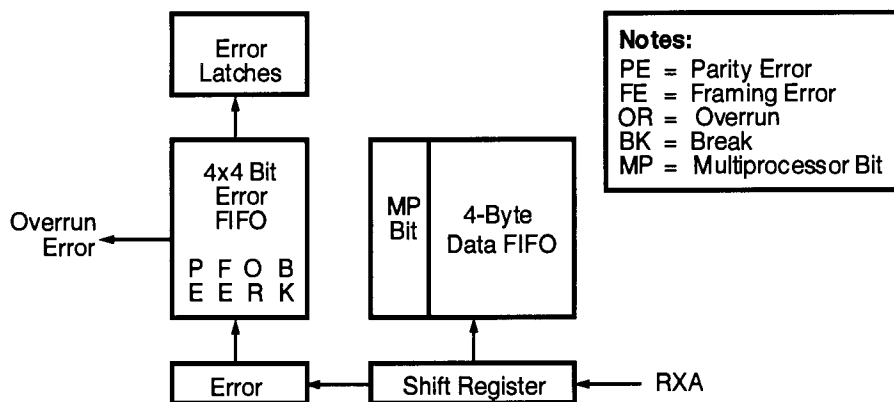 Error
Latches
Notes:
PE = Parity Error
FE = Framing Error
OR = Overrun
BK = Break
MP = Multiprocessor Bit
4x4 Bit
Error
FIFO
P F O B
E E R K
Overrun
Error
MP
Bit
4-Byte
Data FIFO
Error
Shift Register
RXA